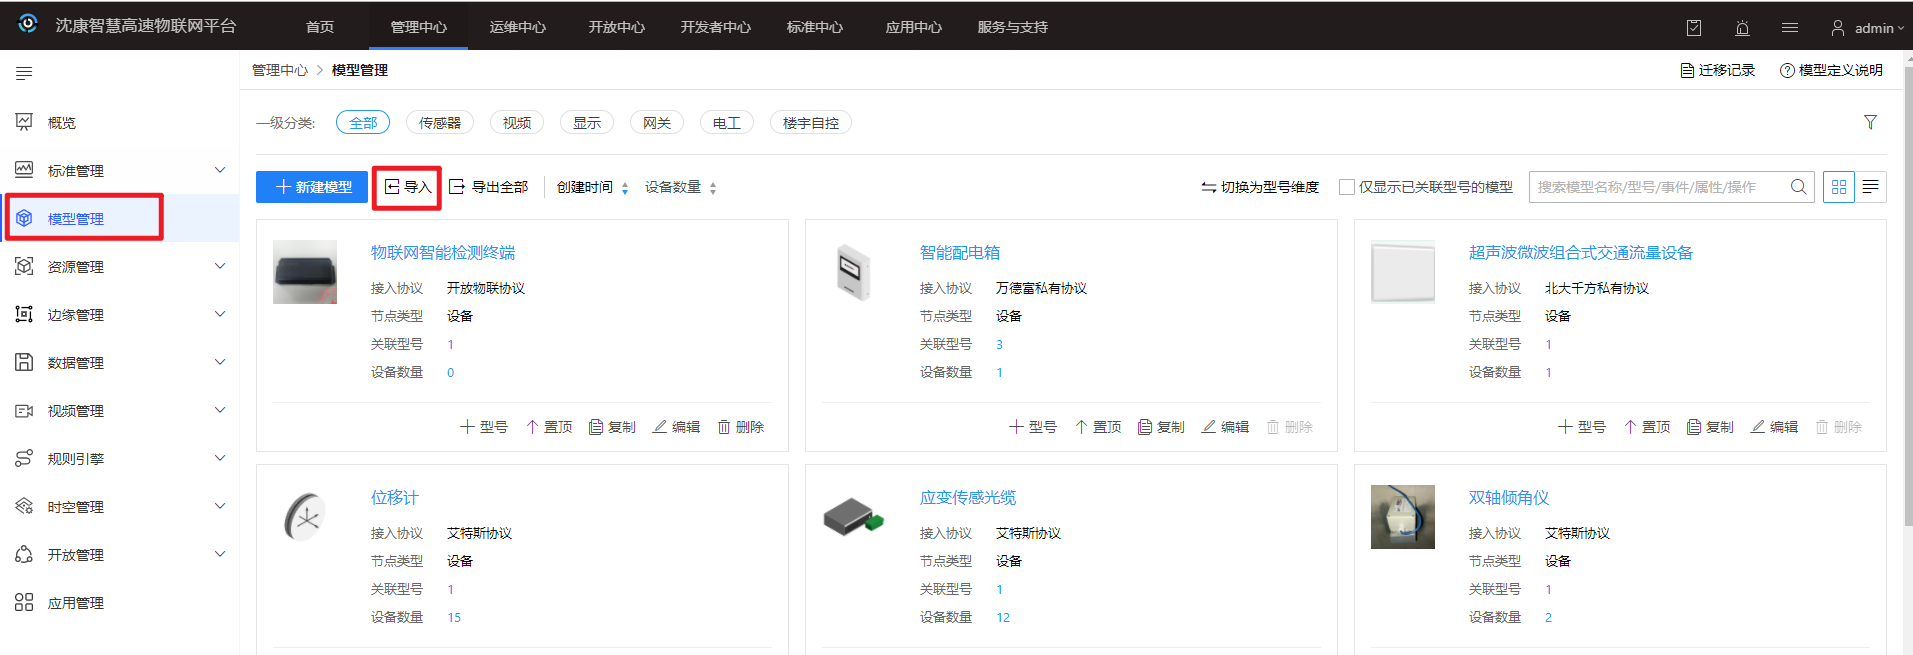 沈康智慧高速物联网平台
首页
管理中心
运维中心
开放中心
开发者中心
标准中心
应用中心
服务与支持
admin
管理中心 > 模型管理
迁移记录
模型定义说明
概览
标准管理
模型管理
资源管理
边缘管理
数据管理
视频管理
规则引擎
时空管理
开放管理
应用管理
一级分类:
全部
传感器
视频
显示
网关
电工
楼宇自控
新建模型
导入
导出全部
创建时间
设备数量
切换为型号维度
仅显示已关联型号的模型
搜索模型名称/型号/事件/属性/操作
物联网智能检测终端
接入协议 开放物联协议
节点类型 设备
关联型号 1
设备数量 0
型号 置顶 复制 编辑 删除
智能配电箱
接入协议 万德富私有协议
节点类型 设备
关联型号 3
设备数量 1
型号 置顶 复制 编辑 删除
超声波微波组合式交通流量设备
接入协议 北大千方私有协议
节点类型 设备
关联型号 1
设备数量 1
型号 置顶 复制 编辑 删除
位移计
接入协议 艾特斯协议
节点类型 设备
关联型号 1
设备数量 15
应变传感光缆
接入协议 艾特斯协议
节点类型 设备
关联型号 1
设备数量 12
双轴倾角仪
接入协议 艾特斯协议
节点类型 设备
关联型号 1
设备数量 2